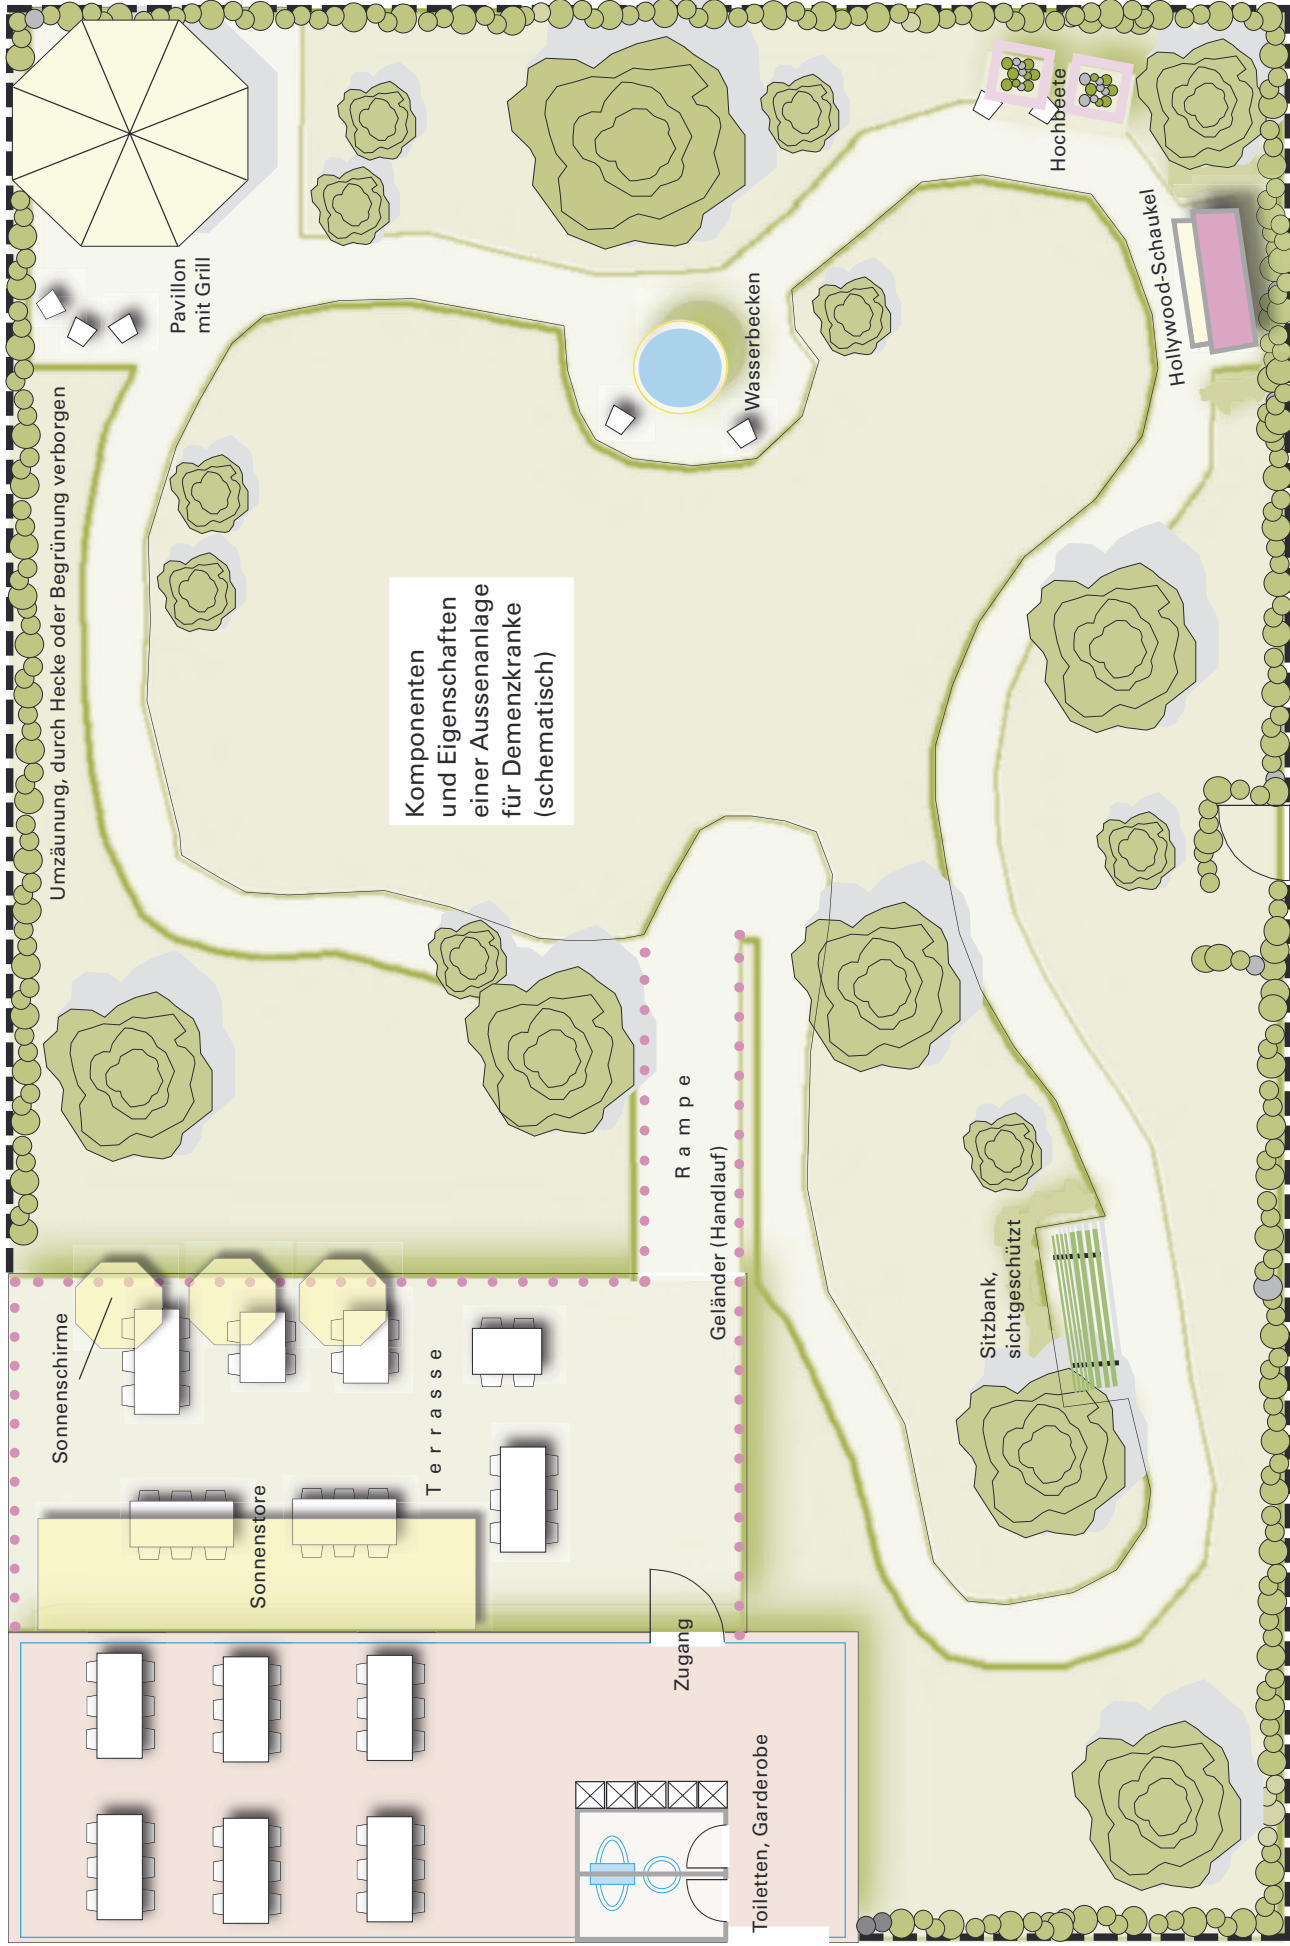 Komponenten
und Eigenschaften
einer Aussenanlage
für Demenzkranke
(schematisch)
Umzäunung, durch Hecke oder Begrünung verborgen
Pavillon
mit Grill
Wasserbecken
Hochbeete
Hollywood-Schaukel
Sonnenschirme
Sonnenstore
Terrasse
Rampe
Geländer (Handlauf)
Sitzbank,
sichtgeschützt
Zugang
Toiletten, Garderobe